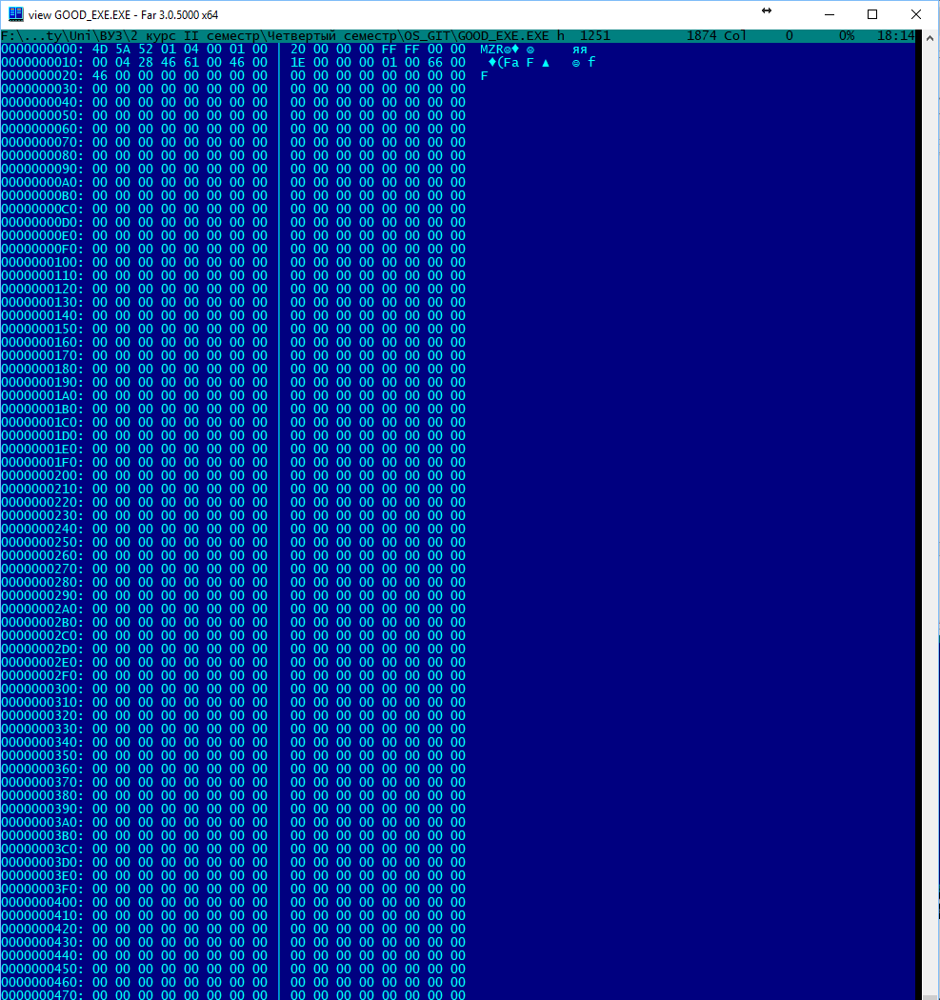 view GOOD_EXE.EXE - Far 3.0.5000 x64
F:\...ty\Uni\ВУЗ\2 курс II семестр\Четвертый семестр\OS_GIT\GOOD_EXE.EXE h 1251 1874 Col 0 0% 18:14
0000000000: 4D 5A 52 01 04 00 01 00 │ 20 00 00 00 FF FF 00 00 MZR☺♦ ☺ яя
0000000010: 00 04 28 46 61 00 46 00 │ 1E 00 00 00 01 00 66 00 ♦(Fa F ▲ ☺ f
0000000020: 46 00 00 00 00 00 00 00 │ 00 00 00 00 00 00 00 00 F
0000000030: 00 00 00 00 00 00 00 00 │ 00 00 00 00 00 00 00 00
0000000040: 00 00 00 00 00 00 00 00 │ 00 00 00 00 00 00 00 00
0000000050: 00 00 00 00 00 00 00 00 │ 00 00 00 00 00 00 00 00
0000000060: 00 00 00 00 00 00 00 00 │ 00 00 00 00 00 00 00 00
0000000070: 00 00 00 00 00 00 00 00 │ 00 00 00 00 00 00 00 00
0000000080: 00 00 00 00 00 00 00 00 │ 00 00 00 00 00 00 00 00
0000000090: 00 00 00 00 00 00 00 00 │ 00 00 00 00 00 00 00 00
00000000A0: 00 00 00 00 00 00 00 00 │ 00 00 00 00 00 00 00 00
00000000B0: 00 00 00 00 00 00 00 00 │ 00 00 00 00 00 00 00 00
00000000C0: 00 00 00 00 00 00 00 00 │ 00 00 00 00 00 00 00 00
00000000D0: 00 00 00 00 00 00 00 00 │ 00 00 00 00 00 00 00 00
00000000E0: 00 00 00 00 00 00 00 00 │ 00 00 00 00 00 00 00 00
00000000F0: 00 00 00 00 00 00 00 00 │ 00 00 00 00 00 00 00 00
0000000100: 00 00 00 00 00 00 00 00 │ 00 00 00 00 00 00 00 00
0000000110: 00 00 00 00 00 00 00 00 │ 00 00 00 00 00 00 00 00
0000000120: 00 00 00 00 00 00 00 00 │ 00 00 00 00 00 00 00 00
0000000130: 00 00 00 00 00 00 00 00 │ 00 00 00 00 00 00 00 00
0000000140: 00 00 00 00 00 00 00 00 │ 00 00 00 00 00 00 00 00
0000000150: 00 00 00 00 00 00 00 00 │ 00 00 00 00 00 00 00 00
0000000160: 00 00 00 00 00 00 00 00 │ 00 00 00 00 00 00 00 00
0000000170: 00 00 00 00 00 00 00 00 │ 00 00 00 00 00 00 00 00
0000000180: 00 00 00 00 00 00 00 00 │ 00 00 00 00 00 00 00 00
0000000190: 00 00 00 00 00 00 00 00 │ 00 00 00 00 00 00 00 00
00000001A0: 00 00 00 00 00 00 00 00 │ 00 00 00 00 00 00 00 00
00000001B0: 00 00 00 00 00 00 00 00 │ 00 00 00 00 00 00 00 00
00000001C0: 00 00 00 00 00 00 00 00 │ 00 00 00 00 00 00 00 00
00000001D0: 00 00 00 00 00 00 00 00 │ 00 00 00 00 00 00 00 00
00000001E0: 00 00 00 00 00 00 00 00 │ 00 00 00 00 00 00 00 00
00000001F0: 00 00 00 00 00 00 00 00 │ 00 00 00 00 00 00 00 00
0000000200: 00 00 00 00 00 00 00 00 │ 00 00 00 00 00 00 00 00
0000000210: 00 00 00 00 00 00 00 00 │ 00 00 00 00 00 00 00 00
0000000220: 00 00 00 00 00 00 00 00 │ 00 00 00 00 00 00 00 00
0000000230: 00 00 00 00 00 00 00 00 │ 00 00 00 00 00 00 00 00
0000000240: 00 00 00 00 00 00 00 00 │ 00 00 00 00 00 00 00 00
0000000250: 00 00 00 00 00 00 00 00 │ 00 00 00 00 00 00 00 00
0000000260: 00 00 00 00 00 00 00 00 │ 00 00 00 00 00 00 00 00
0000000270: 00 00 00 00 00 00 00 00 │ 00 00 00 00 00 00 00 00
0000000280: 00 00 00 00 00 00 00 00 │ 00 00 00 00 00 00 00 00
0000000290: 00 00 00 00 00 00 00 00 │ 00 00 00 00 00 00 00 00
00000002A0: 00 00 00 00 00 00 00 00 │ 00 00 00 00 00 00 00 00
00000002B0: 00 00 00 00 00 00 00 00 │ 00 00 00 00 00 00 00 00
00000002C0: 00 00 00 00 00 00 00 00 │ 00 00 00 00 00 00 00 00
00000002D0: 00 00 00 00 00 00 00 00 │ 00 00 00 00 00 00 00 00
00000002E0: 00 00 00 00 00 00 00 00 │ 00 00 00 00 00 00 00 00
00000002F0: 00 00 00 00 00 00 00 00 │ 00 00 00 00 00 00 00 00
0000000300: 00 00 00 00 00 00 00 00 │ 00 00 00 00 00 00 00 00
0000000310: 00 00 00 00 00 00 00 00 │ 00 00 00 00 00 00 00 00
0000000320: 00 00 00 00 00 00 00 00 │ 00 00 00 00 00 00 00 00
0000000330: 00 00 00 00 00 00 00 00 │ 00 00 00 00 00 00 00 00
0000000340: 00 00 00 00 00 00 00 00 │ 00 00 00 00 00 00 00 00
0000000350: 00 00 00 00 00 00 00 00 │ 00 00 00 00 00 00 00 00
0000000360: 00 00 00 00 00 00 00 00 │ 00 00 00 00 00 00 00 00
0000000370: 00 00 00 00 00 00 00 00 │ 00 00 00 00 00 00 00 00
0000000380: 00 00 00 00 00 00 00 00 │ 00 00 00 00 00 00 00 00
0000000390: 00 00 00 00 00 00 00 00 │ 00 00 00 00 00 00 00 00
00000003A0: 00 00 00 00 00 00 00 00 │ 00 00 00 00 00 00 00 00
00000003B0: 00 00 00 00 00 00 00 00 │ 00 00 00 00 00 00 00 00
00000003C0: 00 00 00 00 00 00 00 00 │ 00 00 00 00 00 00 00 00
00000003D0: 00 00 00 00 00 00 00 00 │ 00 00 00 00 00 00 00 00
00000003E0: 00 00 00 00 00 00 00 00 │ 00 00 00 00 00 00 00 00
00000003F0: 00 00 00 00 00 00 00 00 │ 00 00 00 00 00 00 00 00
0000000400: 00 00 00 00 00 00 00 00 │ 00 00 00 00 00 00 00 00
0000000410: 00 00 00 00 00 00 00 00 │ 00 00 00 00 00 00 00 00
0000000420: 00 00 00 00 00 00 00 00 │ 00 00 00 00 00 00 00 00
0000000430: 00 00 00 00 00 00 00 00 │ 00 00 00 00 00 00 00 00
0000000440: 00 00 00 00 00 00 00 00 │ 00 00 00 00 00 00 00 00
0000000450: 00 00 00 00 00 00 00 00 │ 00 00 00 00 00 00 00 00
0000000460: 00 00 00 00 00 00 00 00 │ 00 00 00 00 00 00 00 00
0000000470: 00 00 00 00 00 00 00 00 │ 00 00 00 00 00 00 00 00